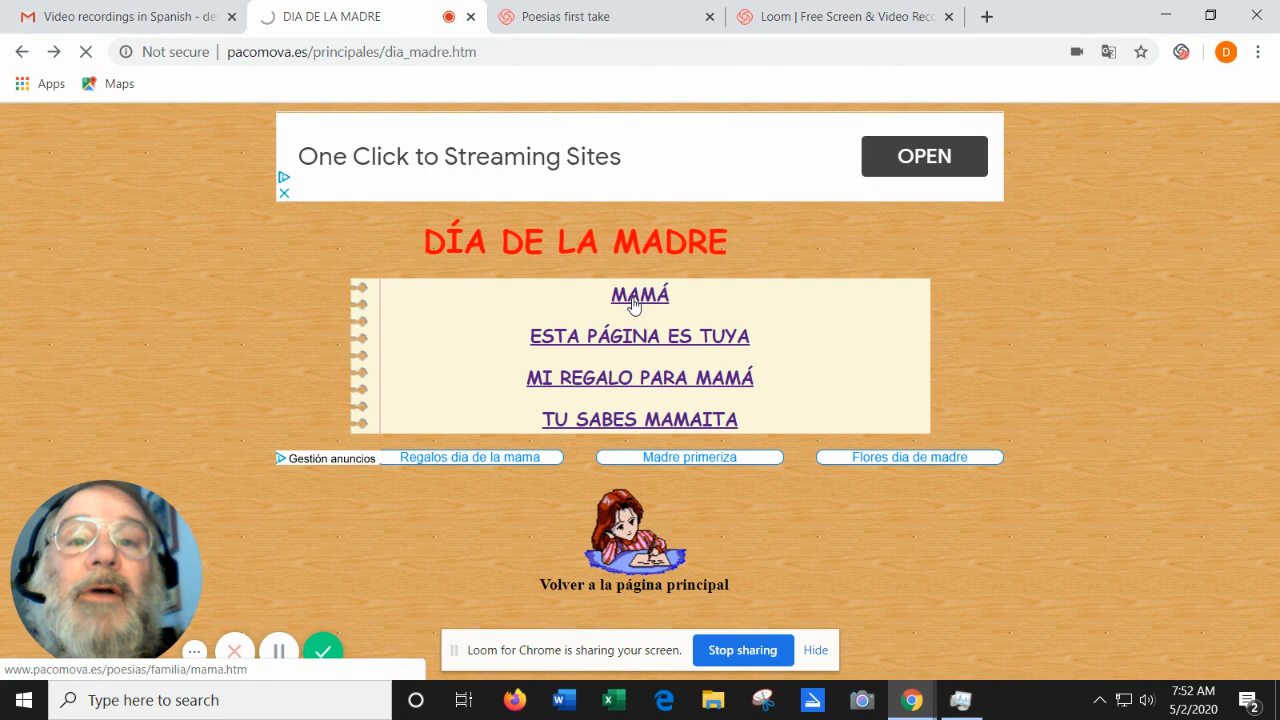 Video recordings in Spanish - de
DIA DE LA MADRE
Poesias first take
Loom | Free Screen & Video Rec
Not secure | pacomova.es/principales/dia_madre.htm
D
Apps
Maps
One Click to Streaming Sites
OPEN
DÍA DE LA MADRE
MAMÁ
ESTA PÁGINA ES TUYA
MI REGALO PARA MAMÁ
TU SABES MAMAITA
Gestión anuncios
Regalos dia de la mama
Madre primeriza
Flores dia de madre
Volver a la página principal
Loom for Chrome is sharing your screen.
Stop sharing
Hide
www.pacomova.es/poesias/familia/mama.htm
Type here to search
7:52 AM
5/2/2020
2